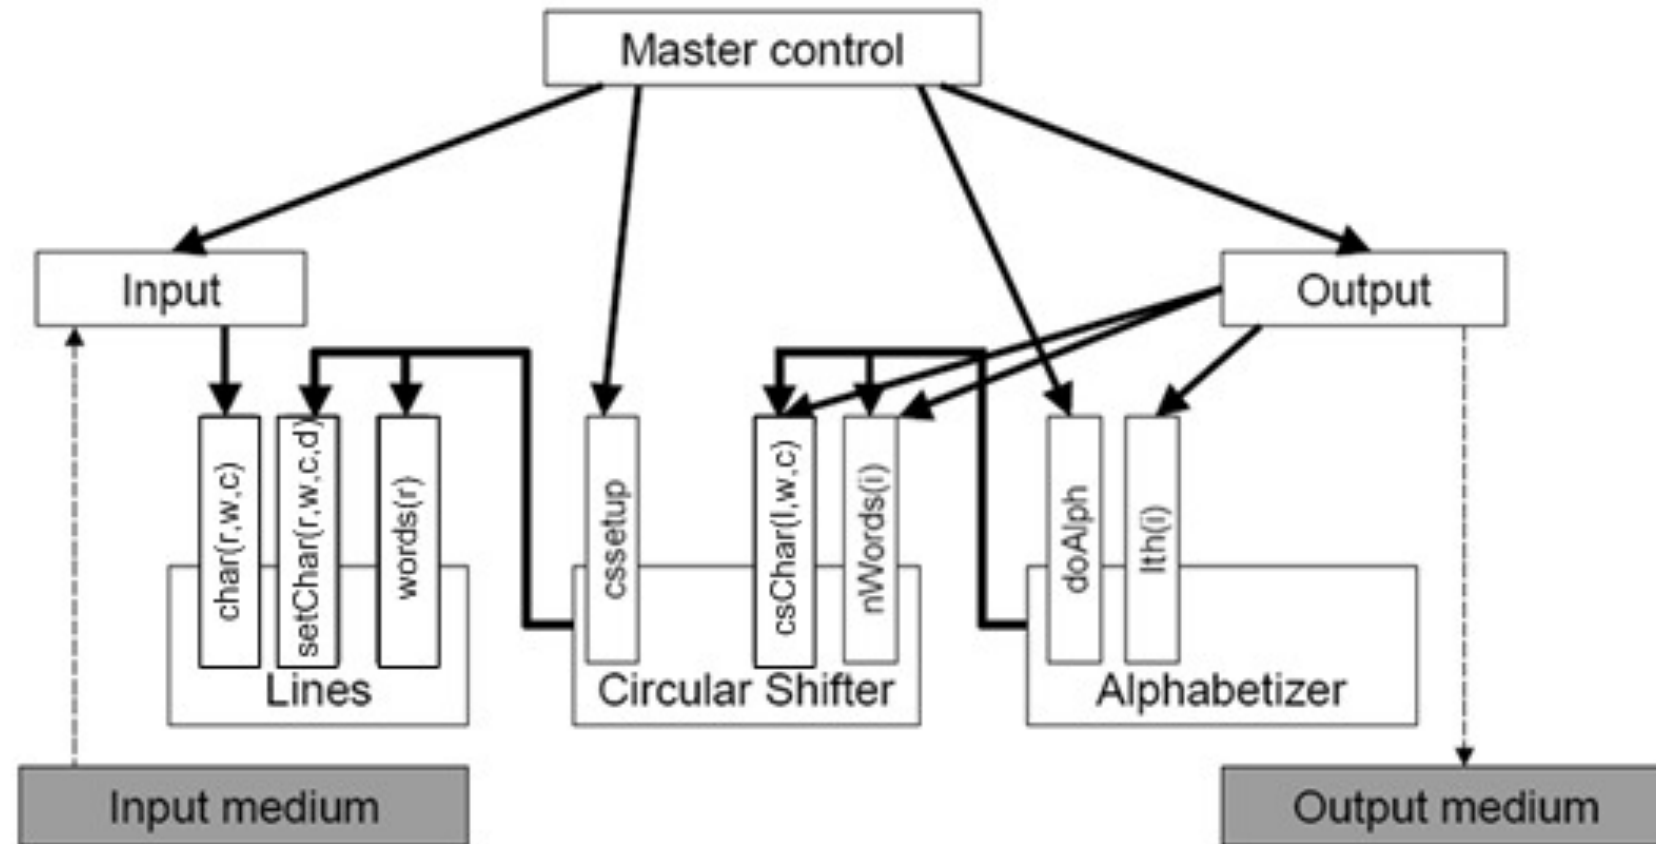 Master control
Input
Output
char(r,w,c)
setChar(r,w,c,d)
words(r)
cssetup
csChar(I,w,c)
nWords(i)
doAlph
Ith(i)
Lines
Circular Shifter
Alphabetizer
Input medium
Output medium